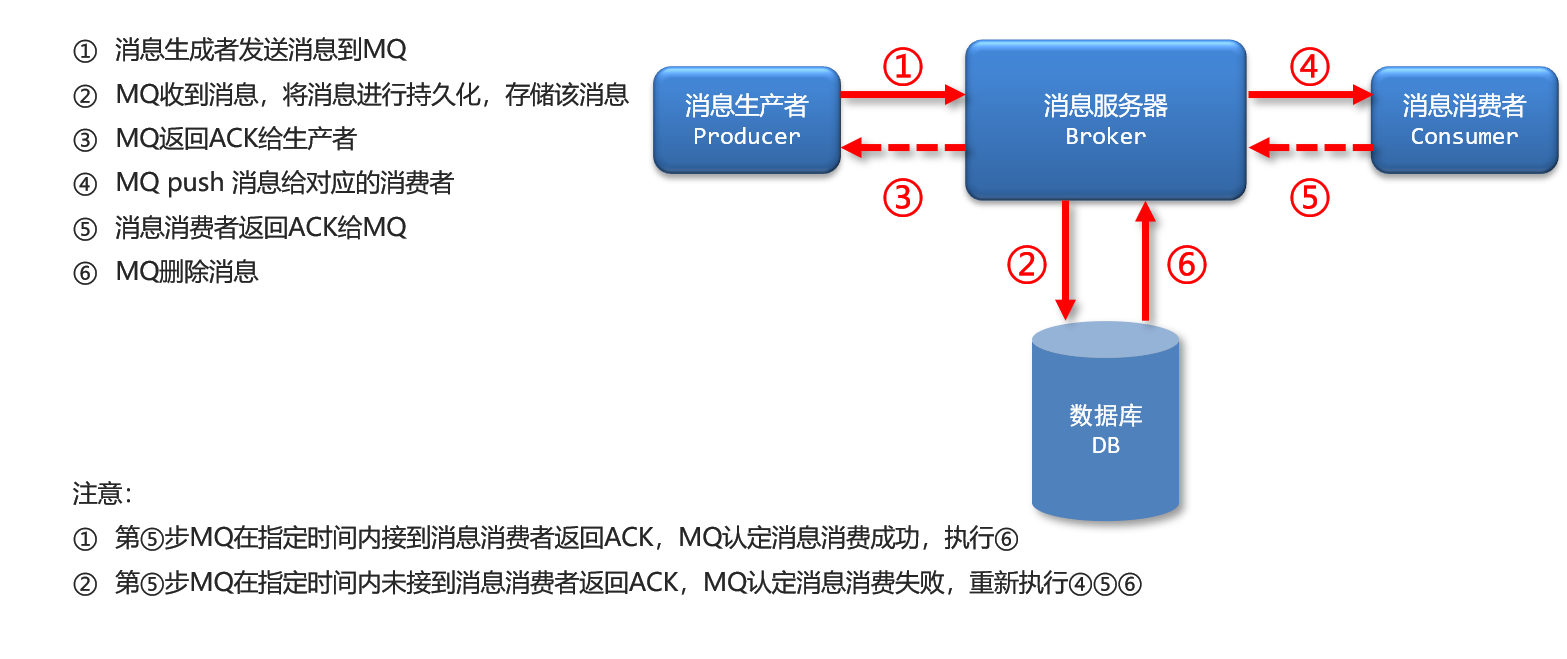 ① 消息生成者发送消息到MQ
② MQ收到消息，将消息进行持久化，存储该消息
③ MQ返回ACK给生产者
④ MQ push 消息给对应的消费者
⑤ 消息消费者返回ACK给MQ
⑥ MQ删除消息
消息生产者
Producer
①
③
消息服务器
Broker
④
⑤
消息消费者
Consumer
②
⑥
数据库
DB
注意：
① 第⑤步MQ在指定时间内接到消息消费者返回ACK，MQ认定消息消费成功，执行⑥
② 第⑤步MQ在指定时间内未接到消息消费者返回ACK，MQ认定消息消费失败，重新执行④⑤⑥